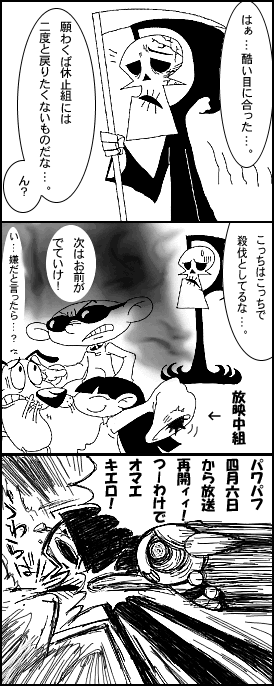 はぁ…酷い目に合った…。
願わくば休止組には
二度と戻りたくないものだな…。
ん?
こっちはこっちで
殺伐としてるな…。
次はお前が
でていけ!
い…嫌だと言ったら…?
←
放映中組
パワパフ
四月六日
から放送
再開ィィ!
つーわけで
オマエ
キエロ!